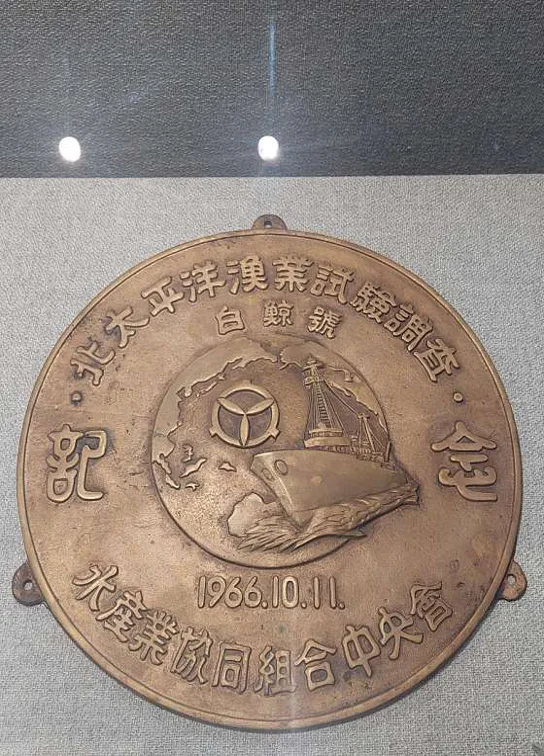 北太平洋漁業試驗調査
白鯨號
記念
1966.10.11.
水産業協同組合中央會